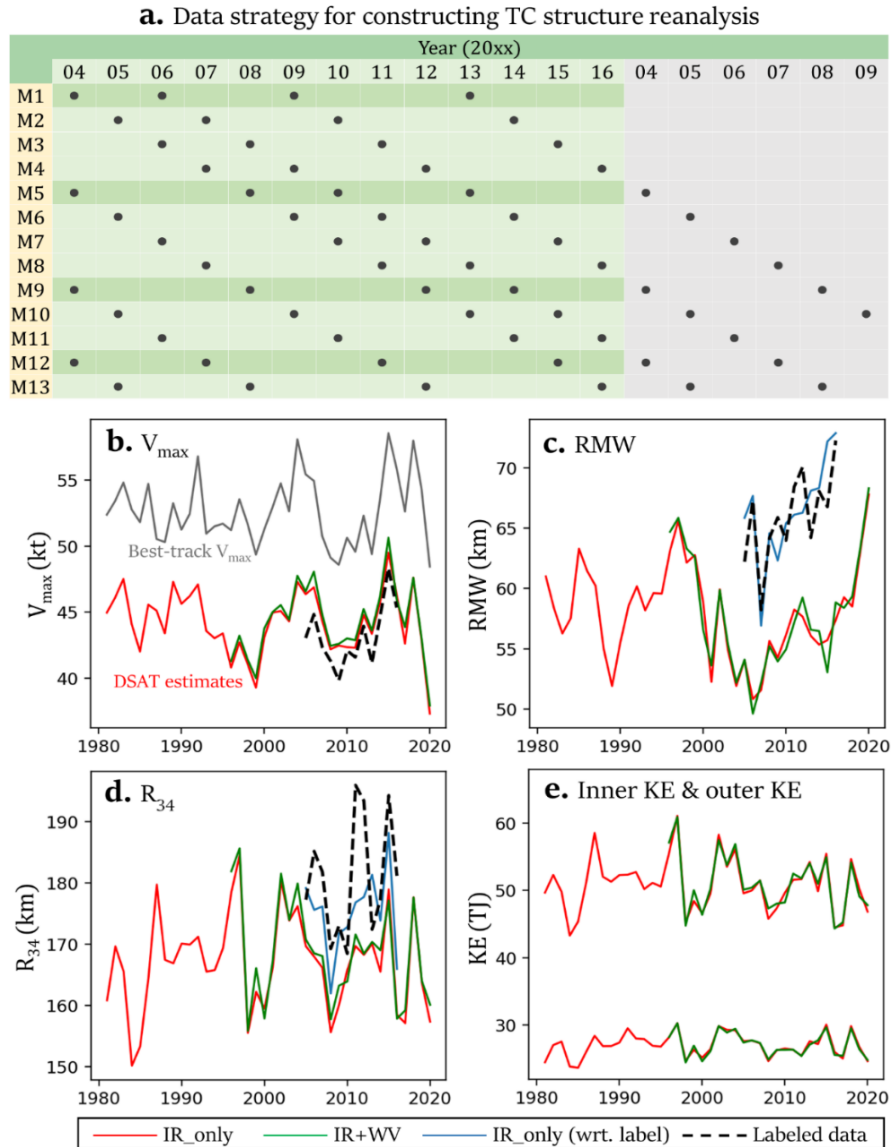 a. Data strategy for constructing TC structure reanalysis
Year (20xx)
04 05 06 07 08 09 10 11 12 13 14 15 16 04 05 06 07 08 09
M1
M2
M3
M4
M5
M6
M7
M8
M9
M10
M11
M12
M13
b. Vmax
Vmax (kt)
55
50
45
40
Best-track Vmax
DSAT estimates
1980 1990 2000 2010 2020
c. RMW
RMW (km)
70
65
60
55
50
1980 1990 2000 2010 2020
d. R34
R34 (km)
190
180
170
160
150
1980 1990 2000 2010 2020
e. Inner KE & outer KE
KE (TJ)
60
50
40
30
1980 1990 2000 2010 2020
IR_only IR+WV IR_only (wrt. label) Labeled data